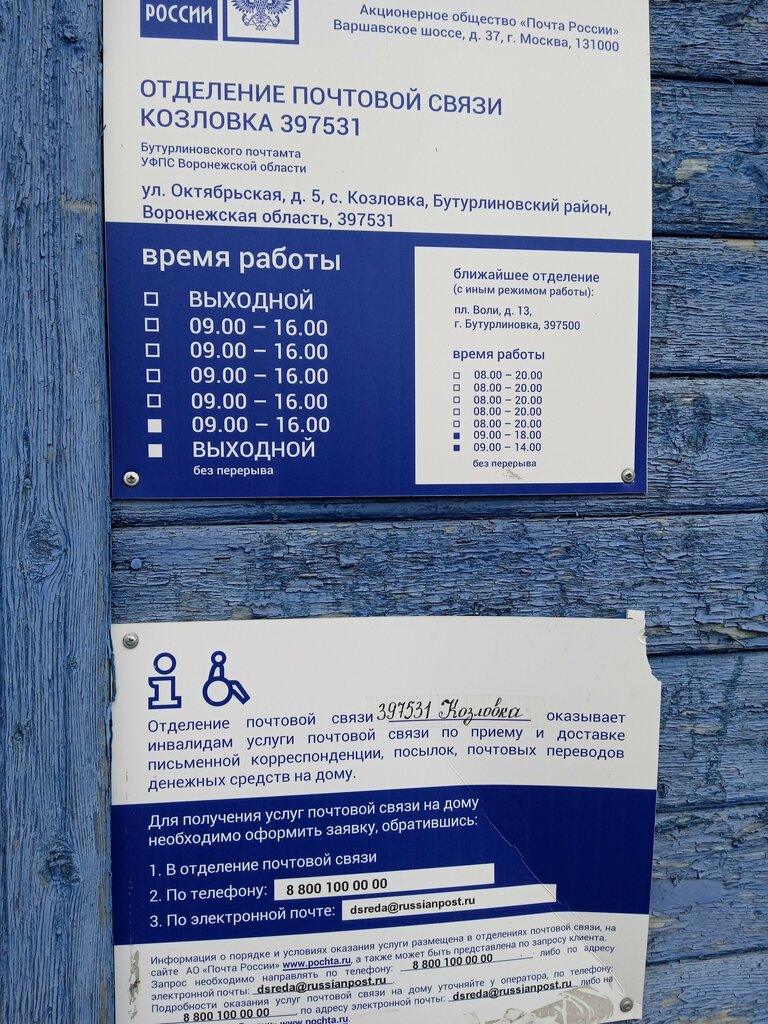 РОССИИ
Акционерное общество «Почта России»
Варшавское шоссе, д. 37, г. Москва, 131000
ОТДЕЛЕНИЕ ПОЧТОВОЙ СВЯЗИ
КОЗЛОВКА 397531
Бутурлиновского почтамта
УФПС Воронежской области
ул. Октябрьская, д. 5, с. Козловка, Бутурлиновский район,
Воронежская область, 397531
время работы
ВЫХОДНОЙ
09.00 – 16.00
09.00 – 16.00
09.00 – 16.00
09.00 – 16.00
09.00 – 16.00
ВЫХОДНОЙ
без перерыва
ближайшее отделение
(с иным режимом работы):
пл. Воли, д. 13,
г. Бутурлиновка, 397500
время работы
08.00 – 20.00
08.00 – 20.00
08.00 – 20.00
08.00 – 20.00
08.00 – 20.00
09.00 – 18.00
09.00 – 14.00
без перерыва
Отделение почтовой связи 397531 Козловка оказывает
инвалидам услуги почтовой связи по приему и доставке
письменной корреспонденции, посылок, почтовых переводов
денежных средств на дому.
Для получения услуг почтовой связи на дому
необходимо оформить заявку, обратившись:
1. В отделение почтовой связи
2. По телефону: 8 800 100 00 00
3. По электронной почте: dsreda@russianpost.ru
Информация о порядке и условиях оказания услуги размещена в отделениях почтовой связи, на
сайте АО «Почта России» www.pochta.ru, а также может быть представлена по запросу клиента.
Запрос необходимо направлять по телефону: 8 800 100 00 00 либо по адресу
электронной почты: dsreda@russianpost.ru
Подробности оказания услуг почтовой связи на дому уточняйте у оператора, по телефону:
8 800 100 00 00, по адресу электронной почты: dsreda@russianpost.ru либо на
www.pochta.ru.